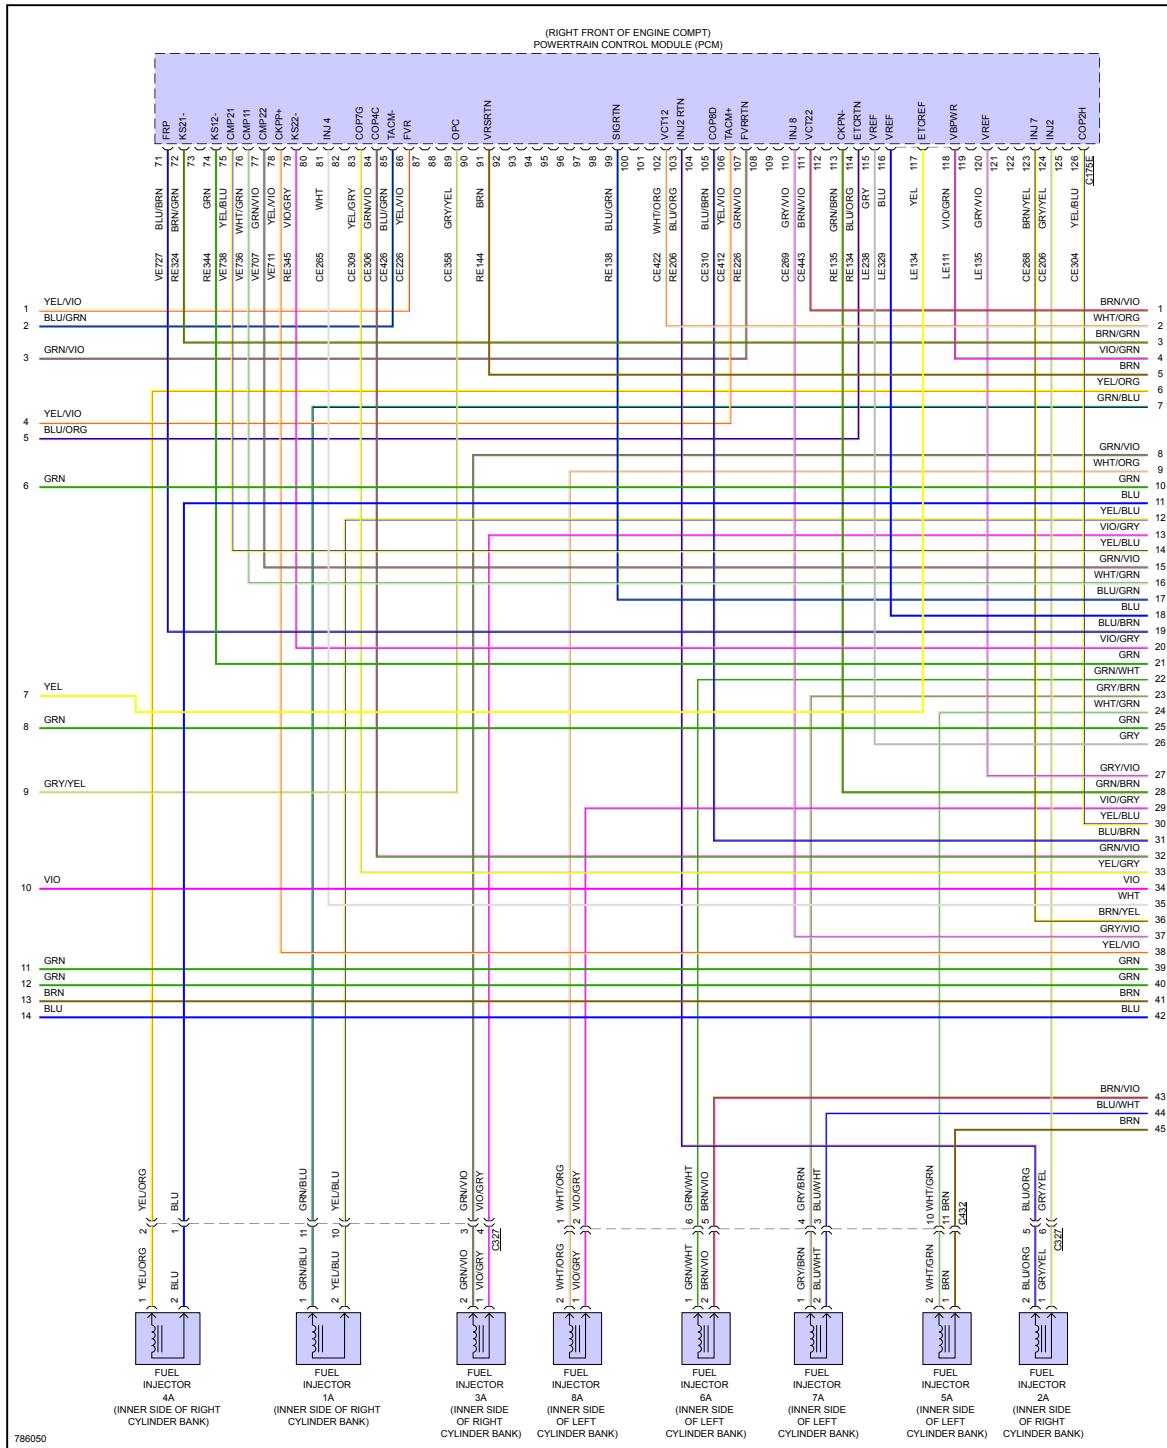 (RIGHT FRONT OF ENGINE COMPT)
POWERTRAIN CONTROL MODULE (PCM)
FRP
KS21-
KS12-
CMP21
CMP11
CMP22
CKPP+
KS22-
INJ 4
COP7G
COP4C
TACM-
FVR
OPC
VRSRTN
SIGRTN
VCT12
INJ2 RTN
COP8D
TACM+
FVRRTN
INJ 8
VCT22
CKPN-
ETCRTN
VREF
VREF
ETCREF
VBPWR
VREF
INJ 7
INJ2
COP2H
71 72 73 74 75 76 77 78 79 80 81 82 83 84 85 86 87 88 89 90 91 92 93 94 95 96 97 98 99 100 101 102 103 104 105 106 107 108 109 110 111 112 113 114 115 116 117 118 119 120 121 122 123 124 125 126
C175E
BLU/BRN
BRN/GRN
GRN
YEL/BLU
WHT/GRN
GRN/VIO
YEL/VIO
VIO/GRY
WHT
YEL/GRY
GRN/VIO
BLU/GRN
YEL/VIO
GRY/YEL
BRN
BLU/GRN
WHT/ORG
BLU/ORG
BLU/BRN
YEL/VIO
GRN/VIO
GRY/VIO
BRN/VIO
GRN/BRN
BLU/ORG
GRY
BLU
YEL
VIO/GRN
GRY/VIO
BRN/YEL
GRY/YEL
YEL/BLU
VE727
RE324
RE344
VE738
VE736
VE707
VE711
RE345
CE265
CE309
CE306
CE426
CE226
CE358
RE144
RE138
CE422
RE206
CE310
CE412
RE226
CE269
CE443
RE135
RE134
LE238
LE329
LE134
LE111
LE135
CE268
CE206
CE304
1 YEL/VIO
2 BLU/GRN
3 GRN/VIO
4 YEL/VIO
5 BLU/ORG
6 GRN
7 YEL
8 GRN
9 GRY/YEL
10 VIO
11 GRN
12 GRN
13 BRN
14 BLU
BRN/VIO 1
WHT/ORG 2
BRN/GRN 3
VIO/GRN 4
BRN 5
YEL/ORG 6
GRN/BLU 7
GRN/VIO 8
WHT/ORG 9
GRN 10
BLU 11
YEL/BLU 12
VIO/GRY 13
YEL/BLU 14
GRN/VIO 15
WHT/GRN 16
BLU/GRN 17
BLU 18
BLU/BRN 19
VIO/GRY 20
GRN 21
GRN/WHT 22
GRY/BRN 23
WHT/GRN 24
GRN 25
GRY 26
GRY/VIO 27
GRN/BRN 28
VIO/GRY 29
YEL/BLU 30
BLU/BRN 31
GRN/VIO 32
YEL/GRY 33
VIO 34
WHT 35
BRN/YEL 36
GRY/VIO 37
YEL/VIO 38
GRN 39
GRN 40
BRN 41
BLU 42
BRN/VIO 43
BLU/WHT 44
BRN 45
2 YEL/ORG
1 BLU
11 GRN/BLU
10 YEL/BLU
3 GRN/VIO
4 VIO/GRY
C327
1 WHT/ORG
2 VIO/GRY
6 GRN/WHT
5 BRN/VIO
4 GRY/BRN
3 BLU/WHT
10 WHT/GRN
11 BRN
C432
5 BLU/ORG
6 GRY/YEL
C327
1 YEL/ORG
2 BLU
1 GRN/BLU
2 YEL/BLU
2 GRN/VIO
1 VIO/GRY
2 WHT/ORG
1 VIO/GRY
1 GRN/WHT
2 BRN/VIO
1 GRY/BRN
2 BLU/WHT
2 WHT/GRN
1 BRN
2 BLU/ORG
1 GRY/YEL
FUEL
INJECTOR
4A
(INNER SIDE OF RIGHT
CYLINDER BANK)
FUEL
INJECTOR
1A
(INNER SIDE OF RIGHT
CYLINDER BANK)
FUEL
INJECTOR
3A
(INNER SIDE
OF RIGHT
CYLINDER BANK)
FUEL
INJECTOR
8A
(INNER SIDE
OF LEFT
CYLINDER BANK)
FUEL
INJECTOR
6A
(INNER SIDE
OF LEFT
CYLINDER BANK)
FUEL
INJECTOR
7A
(INNER SIDE
OF LEFT
CYLINDER BANK)
FUEL
INJECTOR
5A
(INNER SIDE
OF LEFT
CYLINDER BANK)
FUEL
INJECTOR
2A
(INNER SIDE
OF RIGHT
CYLINDER BANK)
786050